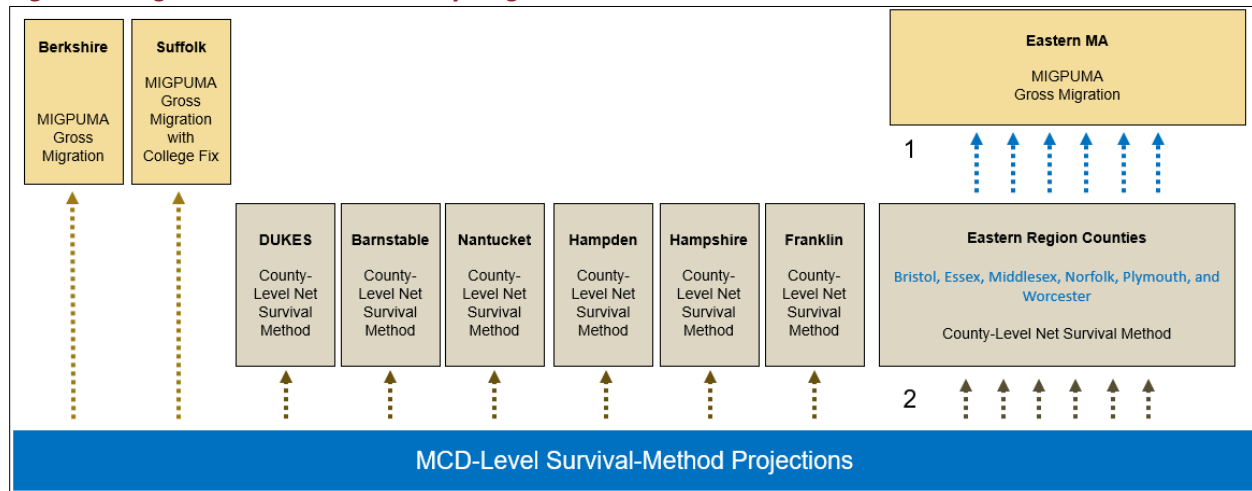 Berkshire
MIGPUMA
Gross
Migration
Suffolk
MIGPUMA
Gross
Migration
with
College Fix
Eastern MA
MIGPUMA
Gross Migration
1
DUKES
County-
Level Net
Survival
Method
Barnstable
County-
Level Net
Survival
Method
Nantucket
County-
Level Net
Survival
Method
Hampden
County-
Level Net
Survival
Method
Hampshire
County-
Level Net
Survival
Method
Franklin
County-
Level Net
Survival
Method
Eastern Region Counties
Bristol, Essex, Middlesex, Norfolk, Plymouth, and
Worcester
County-Level Net Survival Method
2
MCD-Level Survival-Method Projections